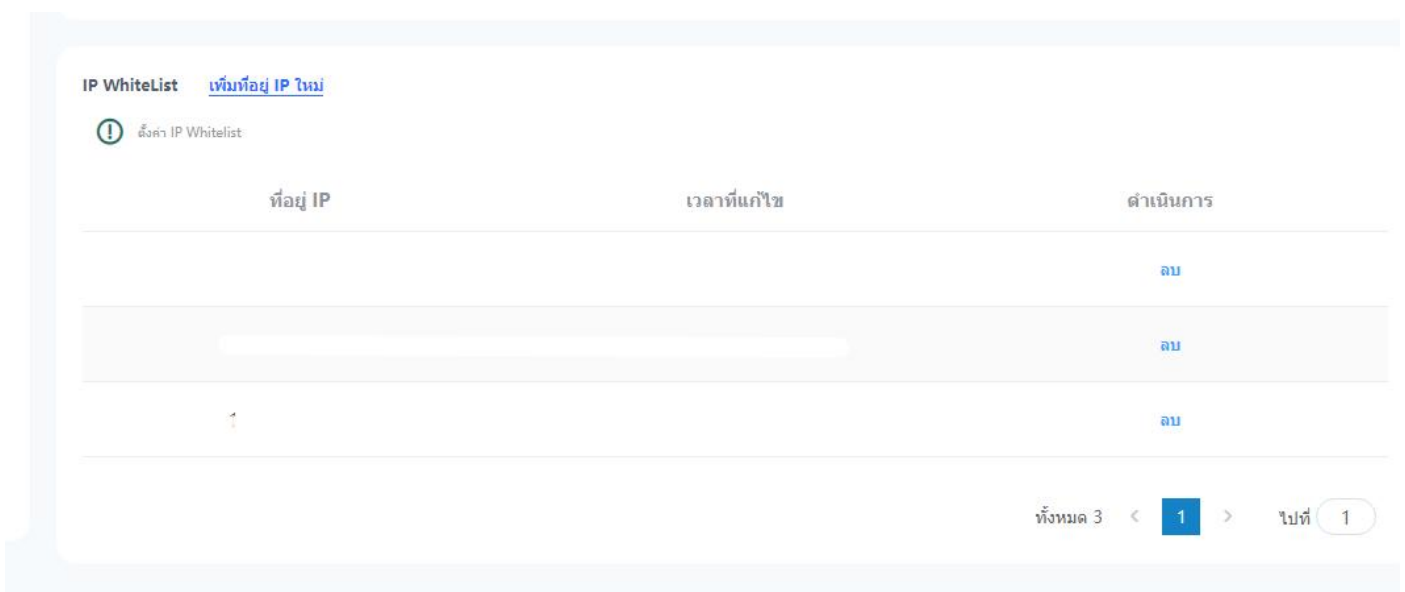 IP WhiteList เพิ่มที่อยู่ IP ใหม่
ตั้งค่า IP Whitelist
ที่อยู่ IP เวลาที่แก้ไข ดำเนินการ
ลบ
ลบ
ลบ
ทั้งหมด 3 < 1 > ไปที่ 1